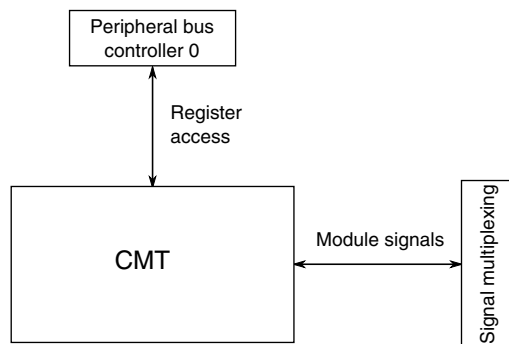 Peripheral bus
controller 0
Register
access
CMT
Module signals
Signal multiplexing